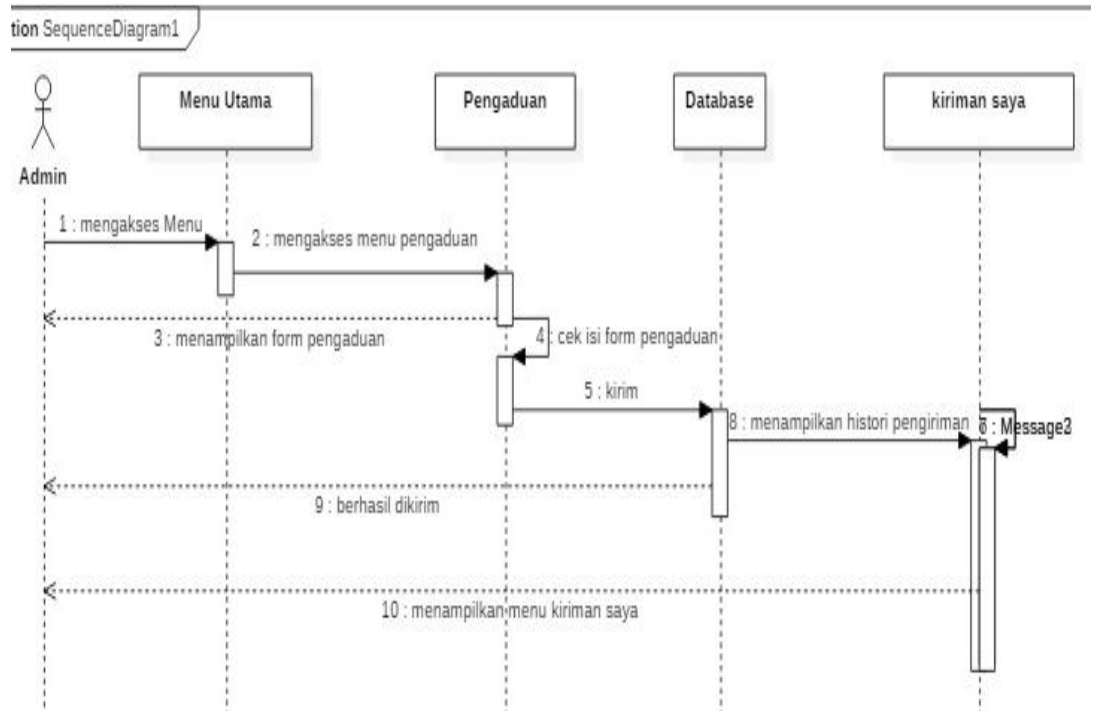 tion SequenceDiagram1
Menu Utama
Pengaduan
Database
kiriman saya
Admin
1 : mengakses Menu
2 : mengakses menu pengaduan
3 : menampilkan form pengaduan
4 : cek isi form pengaduan
5 : kirim
8 : menampilkan histori pengiriman
: Message
9 : berhasil dikirim
10 : menampilkan menu kiriman saya